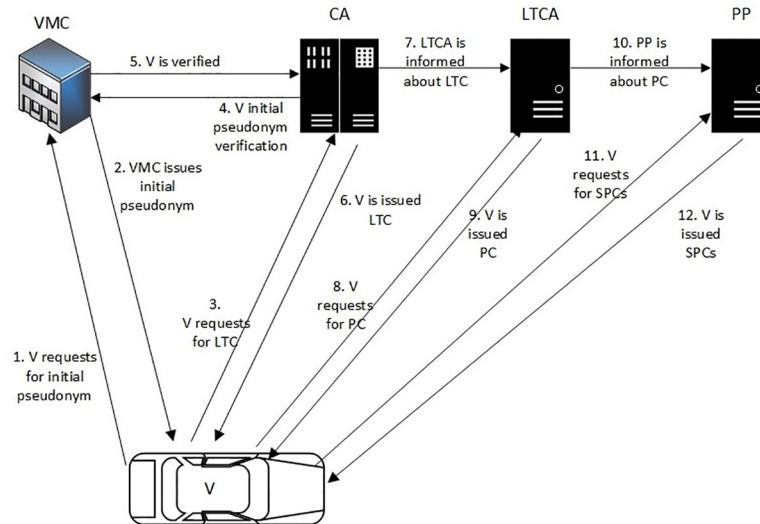 VMC
CA
LTCA
PP
5. V is verified
4. V initial
pseudonym
verification
7. LTCA is
informed
about LTC
10. PP is
informed
about PC
2. VMC issues
initial
pseudonym
6. V is issued
LTC
9. V is
issued
PC
11. V
requests
for SPCs
12. V is
issued
SPCs
8. V
requests
for PC
3.
V requests
for LTC
1. V requests
for initial
pseudonym
V